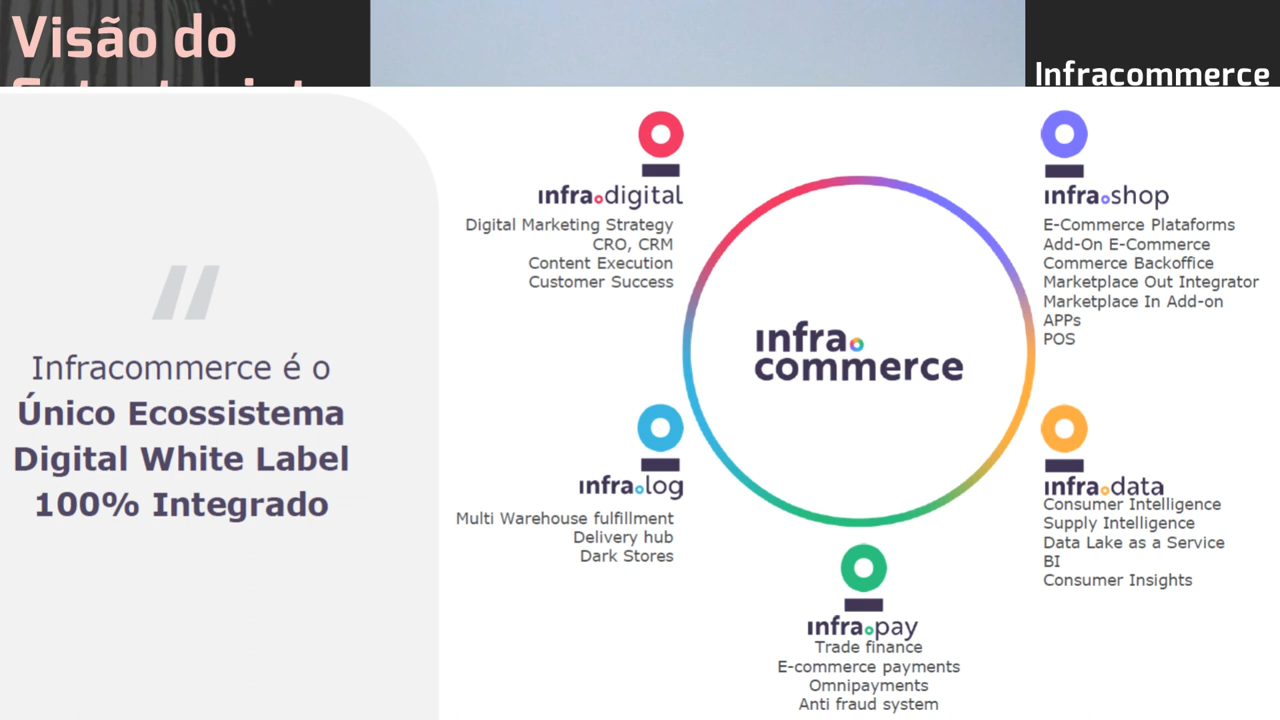 Visão do
Infracommerce
“
Infracommerce é o
Único Ecossistema
Digital White Label
100% Integrado
infra.digital
Digital Marketing Strategy
CRO, CRM
Content Execution
Customer Success
infra.shop
E-Commerce Plataforms
Add-On E-Commerce
Commerce Backoffice
Marketplace Out Integrator
Marketplace In Add-on
APPs
POS
infra.
commerce
infra.log
Multi Warehouse fulfillment
Delivery hub
Dark Stores
infra.data
Consumer Intelligence
Supply Intelligence
Data Lake as a Service
BI
Consumer Insights
infra.pay
Trade finance
E-commerce payments
Omnipayments
Anti fraud system